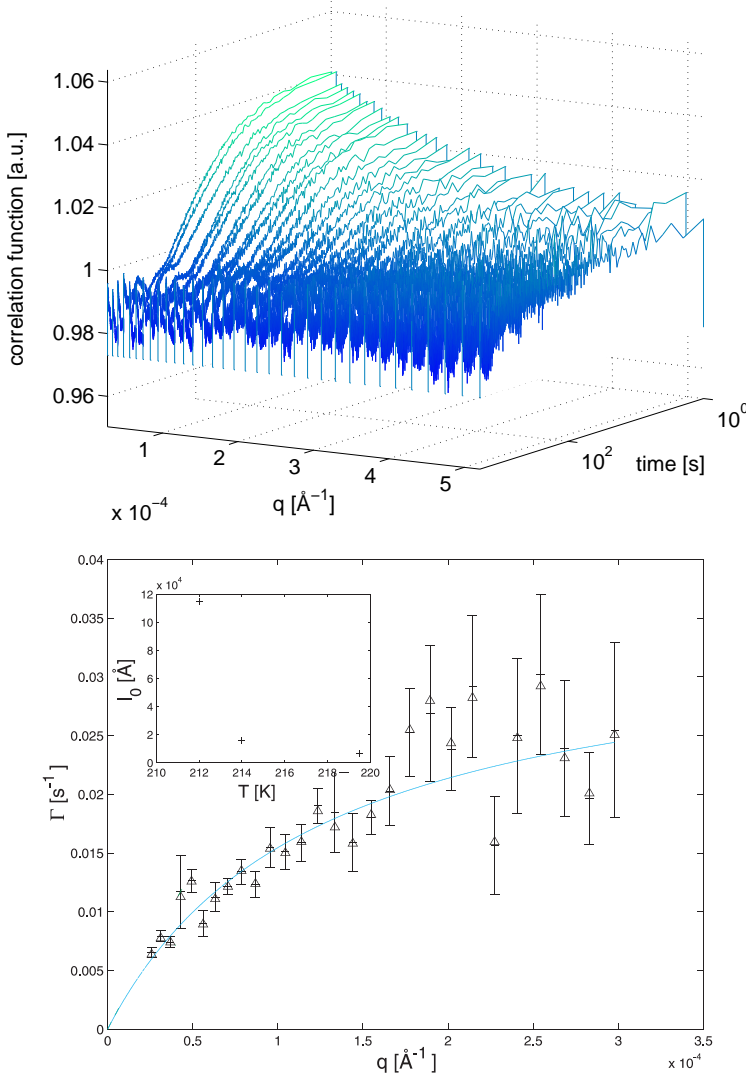 1.06
1.04
1.02
1
0.98
0.96
correlation function [a.u.]
1
2
3
4
5
x 10⁻⁴
q [Å⁻¹]
10²
10⁰
time [s]
0.04
0.035
0.03
0.025
0.02
0.015
0.01
0.005
0
Γ [s⁻¹]
x 10⁴
12
10
8
6
4
2
0
l₀ [Å]
210 212 214 216 218 220
T [K]
0 0.5 1 1.5 2 2.5 3 3.5
q [Å⁻¹]
x 10⁻⁴